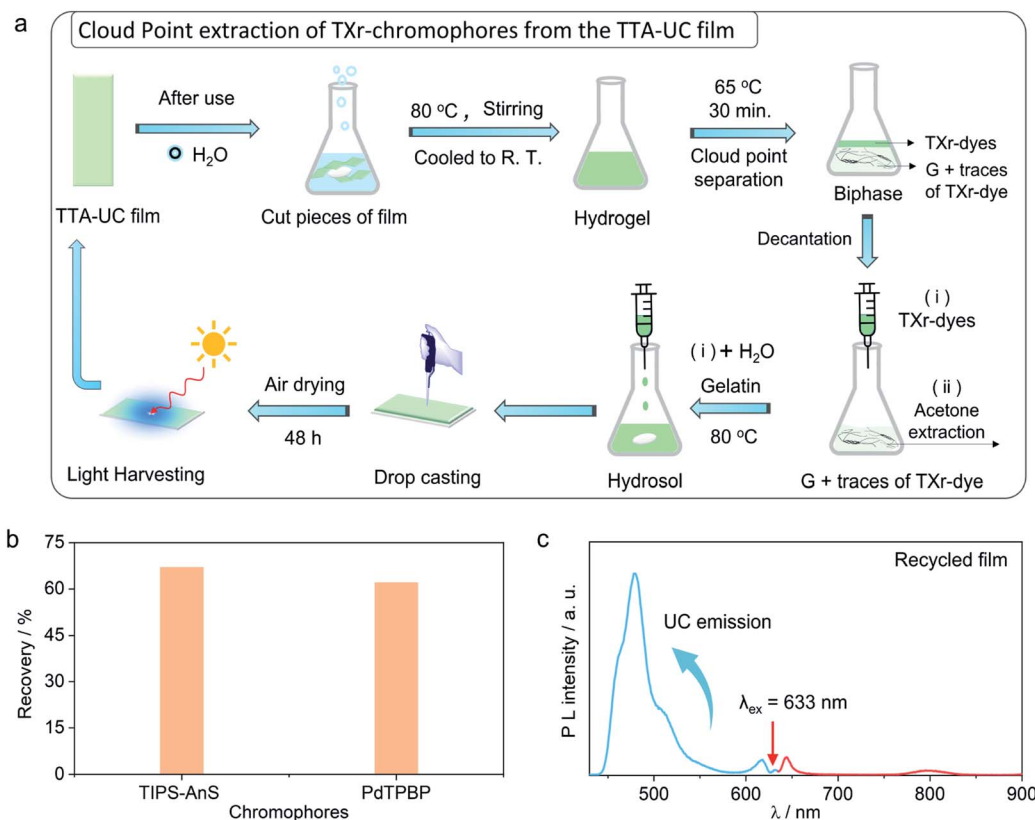 a
Cloud Point extraction of TXr-chromophores from the TTA-UC film
TTA-UC film
After use
H₂O
Cut pieces of film
80 °C , Stirring
Cooled to R. T.
Hydrogel
65 °C
30 min.
Cloud point
separation
TXr-dyes
G + traces
of TXr-dye
Biphase
Decantation
( i )
TXr-dyes
( ii )
Acetone
extraction
G + traces of TXr-dye
( i ) + H₂O
Gelatin
80 °C
Hydrosol
Drop casting
Air drying
48 h
Light Harvesting
b
Recovery / %
75
60
45
30
15
0
TIPS-AnS
PdTPBP
Chromophores
c
Recycled film
P L intensity / a. u.
UC emission
λex = 633 nm
500
600
700
800
900
λ / nm